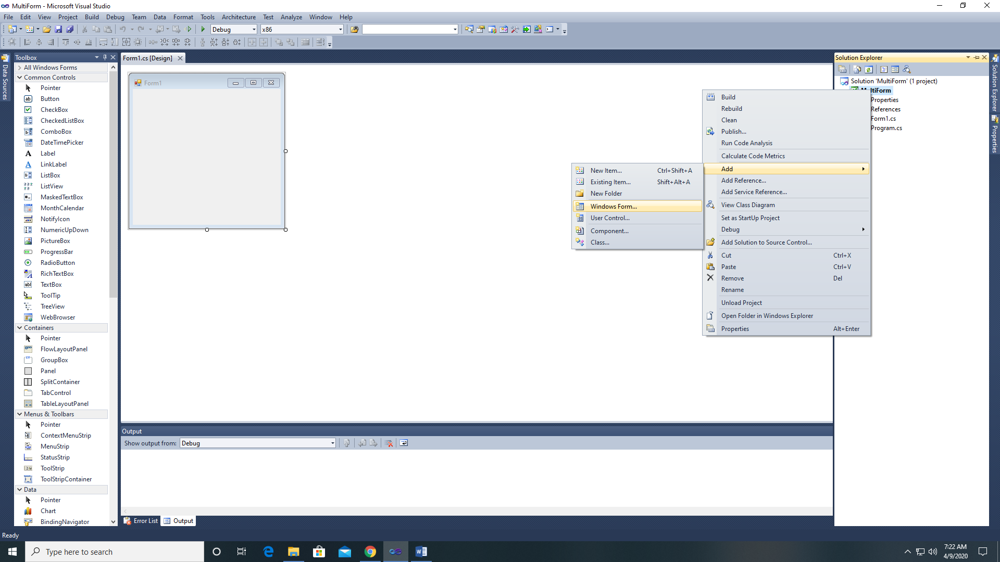 MultiForm - Microsoft Visual Studio
File Edit View Project Build Debug Team Data Format Tools Architecture Test Analyze Window Help
Debug x86
Data Sources
Toolbox
All Windows Forms
Common Controls
Pointer
Button
CheckBox
CheckedListBox
ComboBox
DateTimePicker
Label
LinkLabel
ListBox
ListView
MaskedTextBox
MonthCalendar
NotifyIcon
NumericUpDown
PictureBox
ProgressBar
RadioButton
RichTextBox
TextBox
ToolTip
TreeView
WebBrowser
Containers
Pointer
FlowLayoutPanel
GroupBox
Panel
SplitContainer
TabControl
TableLayoutPanel
Menus & Toolbars
Pointer
ContextMenuStrip
MenuStrip
StatusStrip
ToolStrip
ToolStripContainer
Data
Pointer
Chart
BindingNavigator
Form1.cs [Design]
Form1
New Item... Ctrl+Shift+A
Existing Item... Shift+Alt+A
New Folder
Windows Form...
User Control...
Component...
Class...
Build
Rebuild
Clean
Publish...
Run Code Analysis
Calculate Code Metrics
Add
Add Reference...
Add Service Reference...
View Class Diagram
Set as StartUp Project
Debug
Add Solution to Source Control...
Cut Ctrl+X
Paste Ctrl+V
Remove Del
Rename
Unload Project
Open Folder in Windows Explorer
Properties Alt+Enter
Solution Explorer
Solution 'MultiForm' (1 project)
ltiForm
Properties
References
Form1.cs
Program.cs
Solution Explorer
Properties
Output
Show output from: Debug
Error List Output
Ready
Type here to search
7:22 AM
4/9/2020